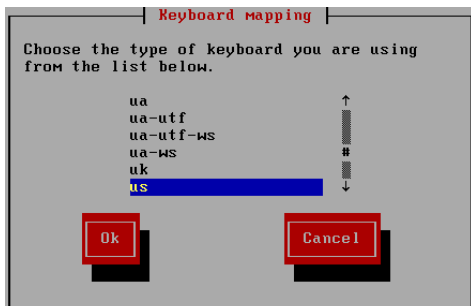 Keyboard mapping
Choose the type of keyboard you are using
from the list below.
ua
ua-utf
ua-utf-ws
ua-ws
#
uk
us
Ok
Cancel